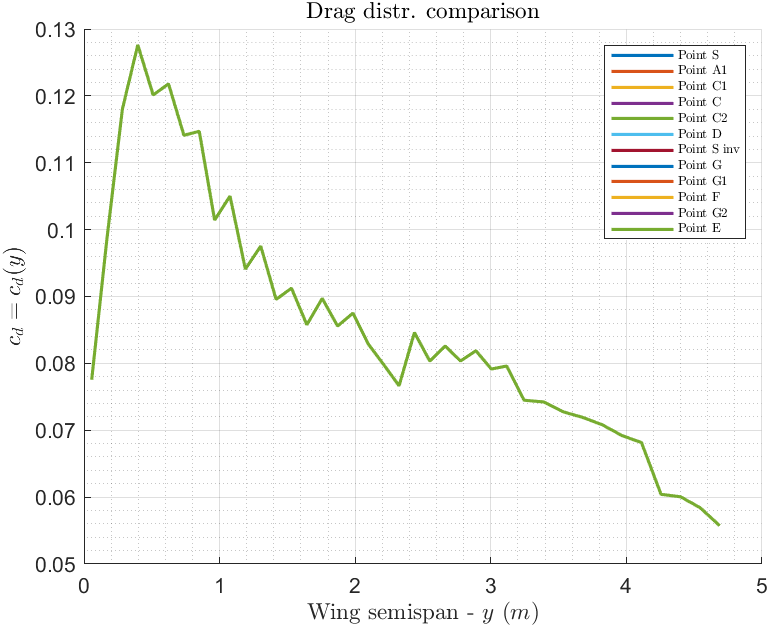 Drag distr. comparison
0.13
0.12
0.11
0.1
0.09
0.08
0.07
0.06
0.05
c_d = c_d(y)
Point S
Point A1
Point C1
Point C
Point C2
Point D
Point S inv
Point G
Point G1
Point F
Point G2
Point E
0 1 2 3 4 5
Wing semispan - y (m)